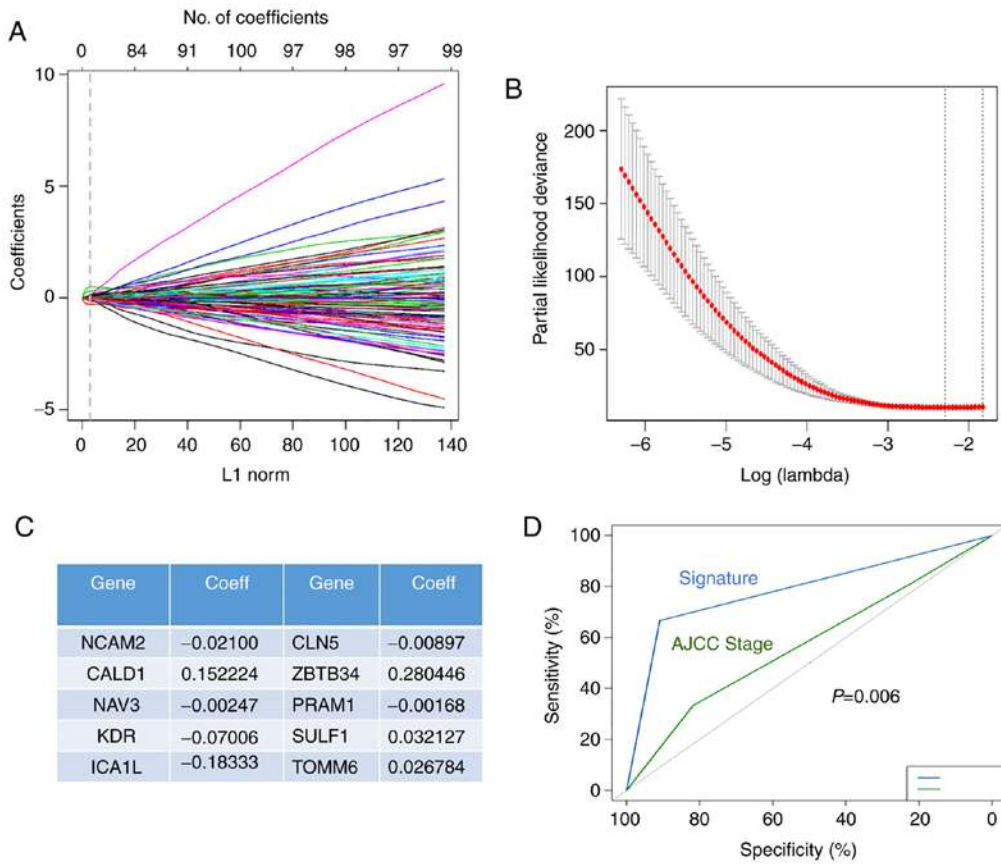 A
No. of coefficients
0 84 91 100 97 98 97 99
10
5
0
−5
Coefficients
0 20 40 60 80 100 120 140
L1 norm
B
200
150
100
50
Partial likelihood deviance
−6 −5 −4 −3 −2
Log (lambda)
C
Gene Coeff Gene Coeff
NCAM2 −0.02100 CLN5 −0.00897
CALD1 0.152224 ZBTB34 0.280446
NAV3 −0.00247 PRAM1 −0.00168
KDR −0.07006 SULF1 0.032127
ICA1L −0.18333 TOMM6 0.026784
D
100
80
60
40
20
0
Sensitivity (%)
Signature
AJCC Stage
P=0.006
100 80 60 40 20 0
Specificity (%)